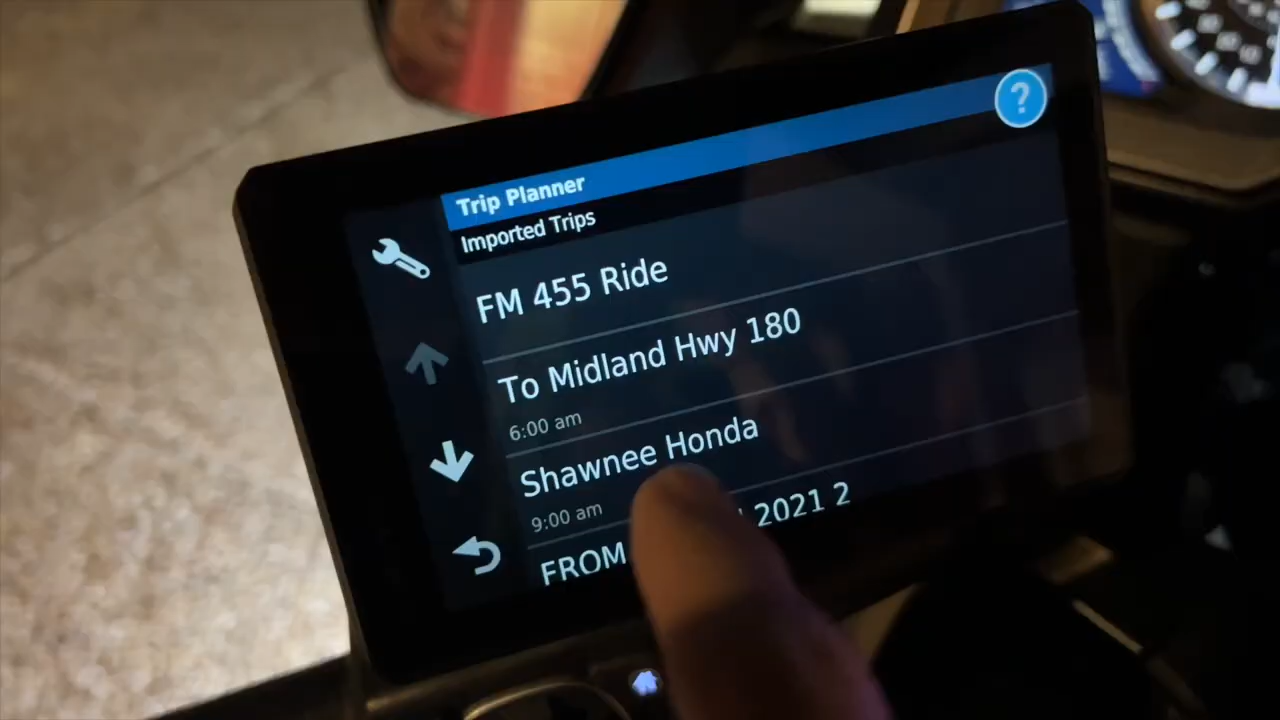 ?
Trip Planner
Imported Trips
FM 455 Ride
To Midland Hwy 180
6:00 am
Shawnee Honda
9:00 am
FROM 2021 2